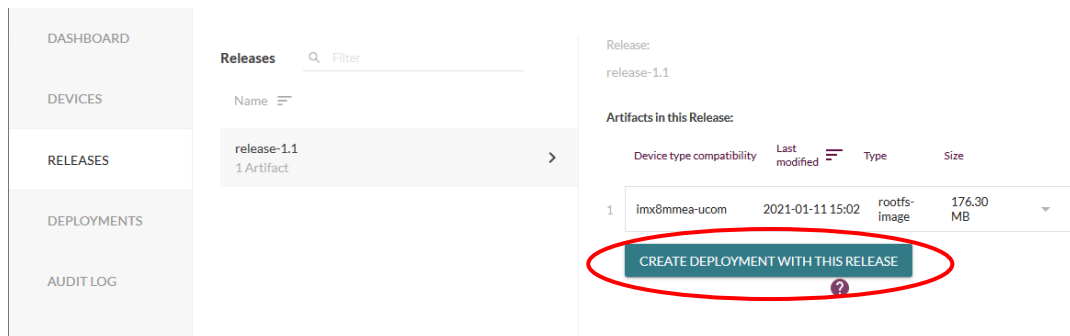 DASHBOARD
DEVICES
RELEASES
DEPLOYMENTS
AUDIT LOG
Releases
Filter
Name
release-1.1
1 Artifact
Release:
release-1.1
Artifacts in this Release:
Device type compatibility Last modified Type Size
1 imx8mmea-ucom 2021-01-11 15:02 rootfs-image 176.30 MB
CREATE DEPLOYMENT WITH THIS RELEASE
?